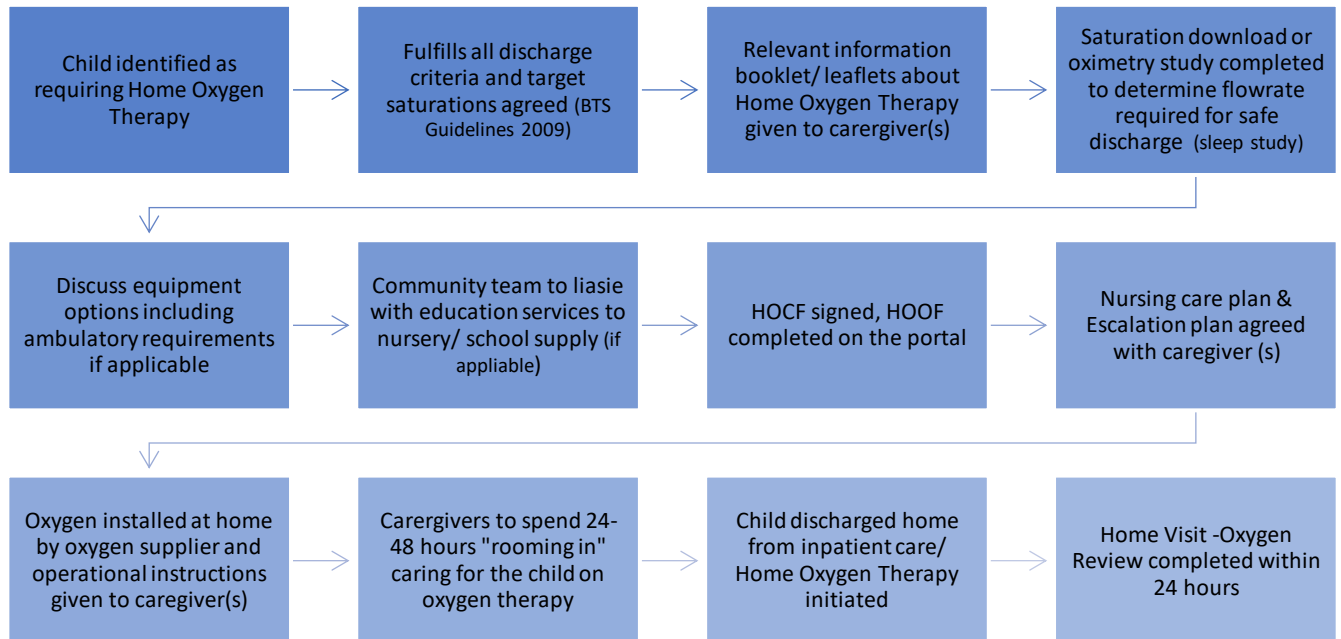 Child identified as
requiring Home Oxygen
Therapy
Fulfills all discharge
criteria and target
saturations agreed (BTS
Guidelines 2009)
Relevant information
booklet/ leaflets about
Home Oxygen Therapy
given to carergiver(s)
Saturation download or
oximetry study completed
to determine flowrate
required for safe
discharge (sleep study)
Discuss equipment
options including
ambulatory requirements
if applicable
Community team to liasie
with education services to
nursery/ school supply (if
appliable)
HOCF signed, HOOF
completed on the portal
Nursing care plan &
Escalation plan agreed
with caregiver (s)
Oxygen installed at home
by oxygen supplier and
operational instructions
given to caregiver(s)
Carergivers to spend 24-
48 hours "rooming in"
caring for the child on
oxygen therapy
Child discharged home
from inpatient care/
Home Oxygen Therapy
initiated
Home Visit -Oxygen
Review completed within
24 hours